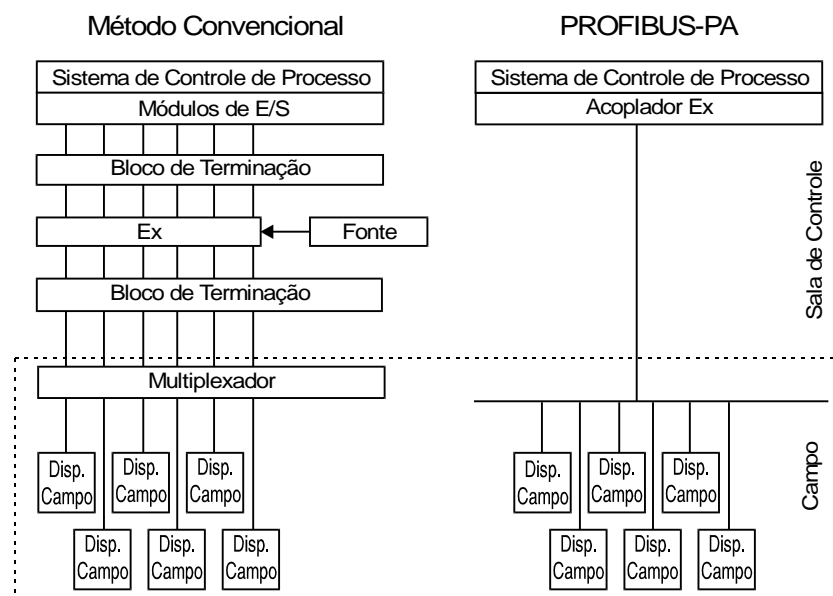 Método Convencional
PROFIBUS-PA
Sistema de Controle de Processo
Módulos de E/S
Bloco de Terminação
Ex
Fonte
Bloco de Terminação
Multiplexador
Disp.
Campo
Disp.
Campo
Disp.
Campo
Disp.
Campo
Disp.
Campo
Disp.
Campo
Sistema de Controle de Processo
Acoplador Ex
Disp.
Campo
Disp.
Campo
Disp.
Campo
Disp.
Campo
Disp.
Campo
Disp.
Campo
Sala de Controle
Campo